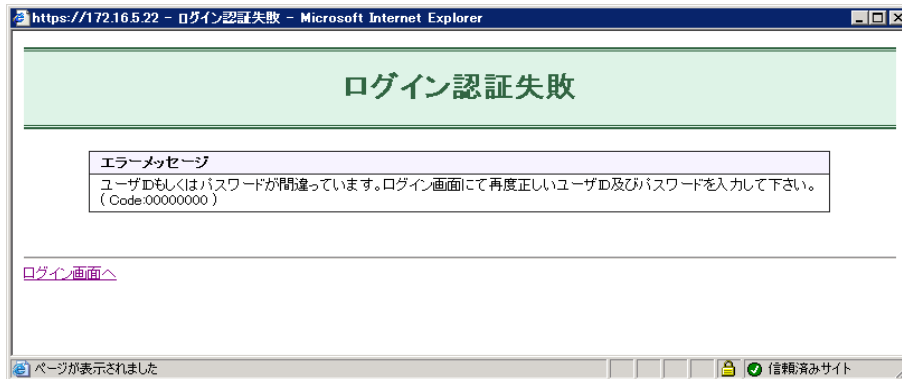 https://172.16.5.22 - ログイン認証失敗 - Microsoft Internet Explorer
ログイン認証失敗
エラーメッセージ
ユーザIDもしくはパスワードが間違っています。ログイン画面にて再度正しいユーザID及びパスワードを入力して下さい。
( Code:00000000 )
ログイン画面へ
ページが表示されました
信頼済みサイト